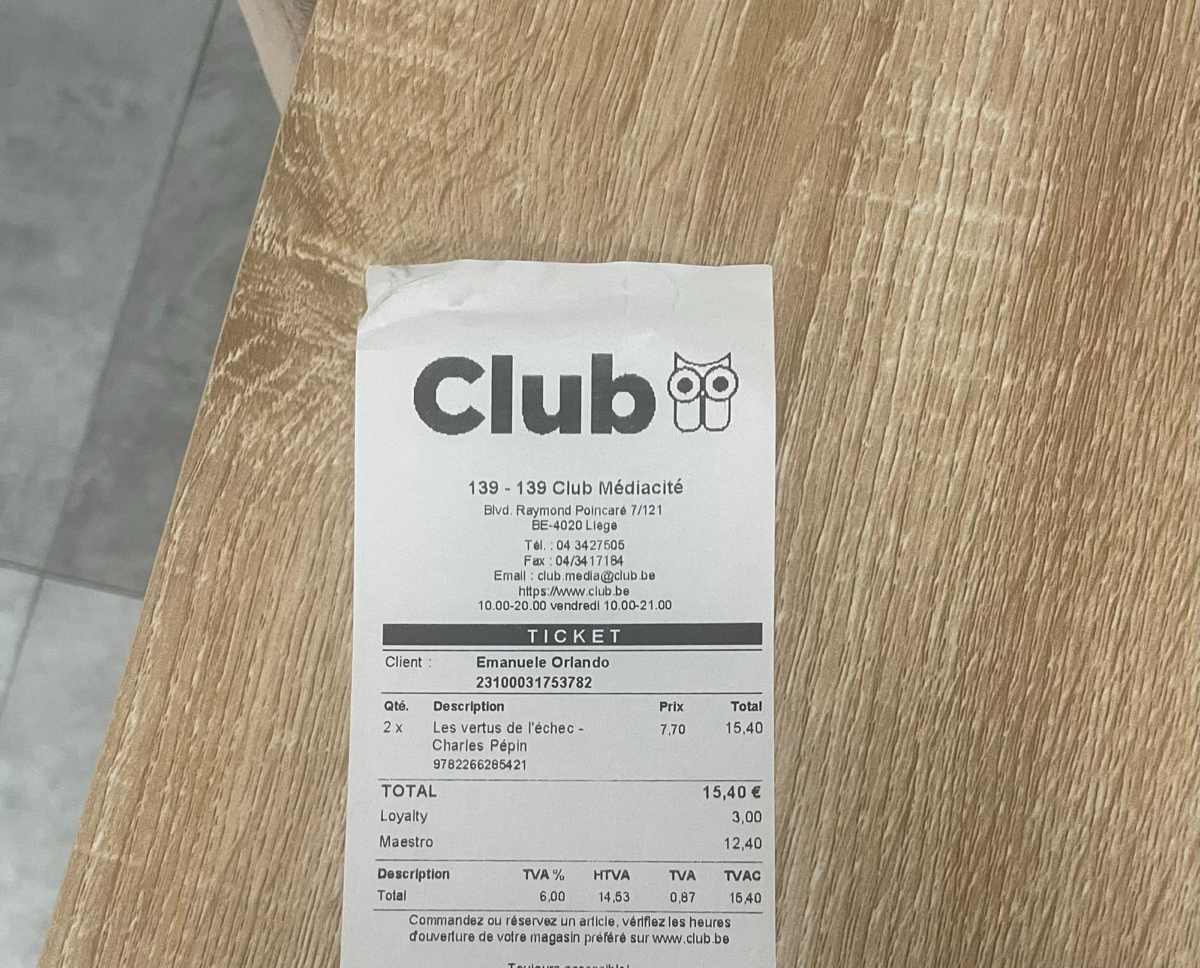 Club
139 - 139 Club Médiacité
Blvd. Raymond Poincaré 7/121
BE-4020 Liège
Tél. : 04 3427505
Fax : 04/3417184
Email : club.media@club.be
https://www.club.be
10.00-20.00 vendredi 10.00-21.00
TICKET
Client : Emanuele Orlando
23100031753782
Qté. Description Prix Total
2 x Les vertus de l'échec - 7,70 15,40
Charles Pépin
9782266285421
TOTAL 15,40 €
Loyalty 3,00
Maestro 12,40
Description TVA % HTVA TVA TVAC
Total 6,00 14,53 0,87 15,40
Commandez ou réservez un article, vérifiez les heures
d'ouverture de votre magasin préféré sur www.club.be